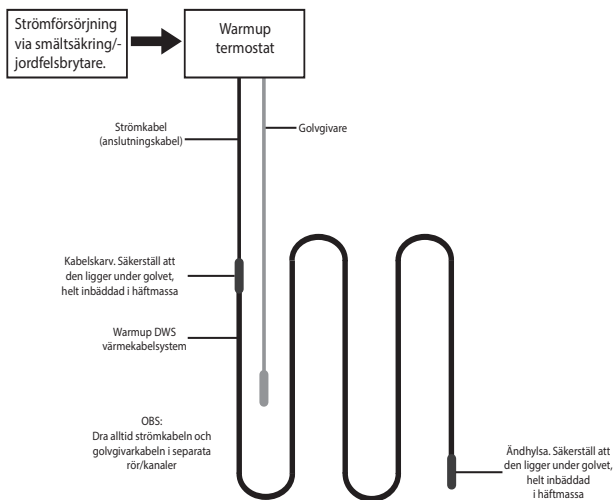 Strömförsörjning
via smältsäkring/-
jordfelsbrytare.
Warmup
termostat
Strömkabel
(anslutningskabel)
Golvgivare
Kabelskarv. Säkerställ att
den ligger under golvet,
helt inbäddad i häftmassa
Warmup DWS
värmekabelsystem
OBS:
Dra alltid strömkabeln och
golvgivarkabeln i separata
rör/kanaler
Ändhylsa. Säkerställ att
den ligger under golvet,
helt inbäddad
i häftmassa